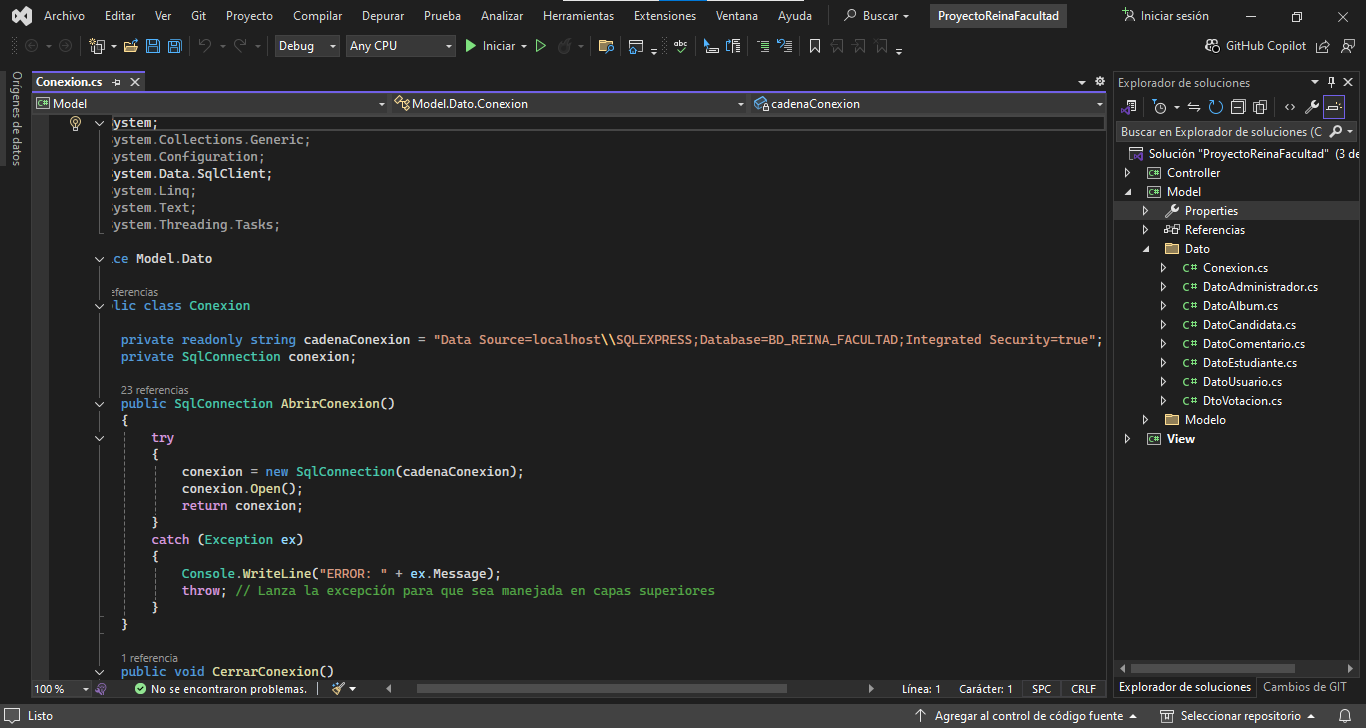 Archivo Editar Ver Git Proyecto Compilar Depurar Prueba Analizar Herramientas Extensiones Ventana Ayuda Buscar ProyectoReinaFacultad Iniciar sesión
Debug Any CPU Iniciar GitHub Copilot
Orígenes de datos
Conexion.cs
Model Model.Dato.Conexion cadenaConexion
ystem;
ystem.Collections.Generic;
ystem.Configuration;
ystem.Data.SqlClient;
ystem.Linq;
ystem.Text;
ystem.Threading.Tasks;
ce Model.Dato
eferencias
lic class Conexion
private readonly string cadenaConexion = "Data Source=localhost\\SQLEXPRESS;Database=BD_REINA_FACULTAD;Integrated Security=true";
private SqlConnection conexion;
23 referencias
public SqlConnection AbrirConexion()
{
try
{
conexion = new SqlConnection(cadenaConexion);
conexion.Open();
return conexion;
}
catch (Exception ex)
{
Console.WriteLine("ERROR: " + ex.Message);
throw; // Lanza la excepción para que sea manejada en capas superiores
}
}
1 referencia
public void CerrarConexion()
100 % No se encontraron problemas. Línea: 1 Carácter: 1 SPC CRLF
Explorador de soluciones
Buscar en Explorador de soluciones (C
Solución "ProyectoReinaFacultad" (3 de
C# Controller
C# Model
Properties
Referencias
Dato
C# Conexion.cs
C# DatoAdministrador.cs
C# DatoAlbum.cs
C# DatoCandidata.cs
C# DatoComentario.cs
C# DatoEstudiante.cs
C# DatoUsuario.cs
C# DtoVotacion.cs
Modelo
C# View
Explorador de soluciones Cambios de GIT
Listo Agregar al control de código fuente Seleccionar repositorio